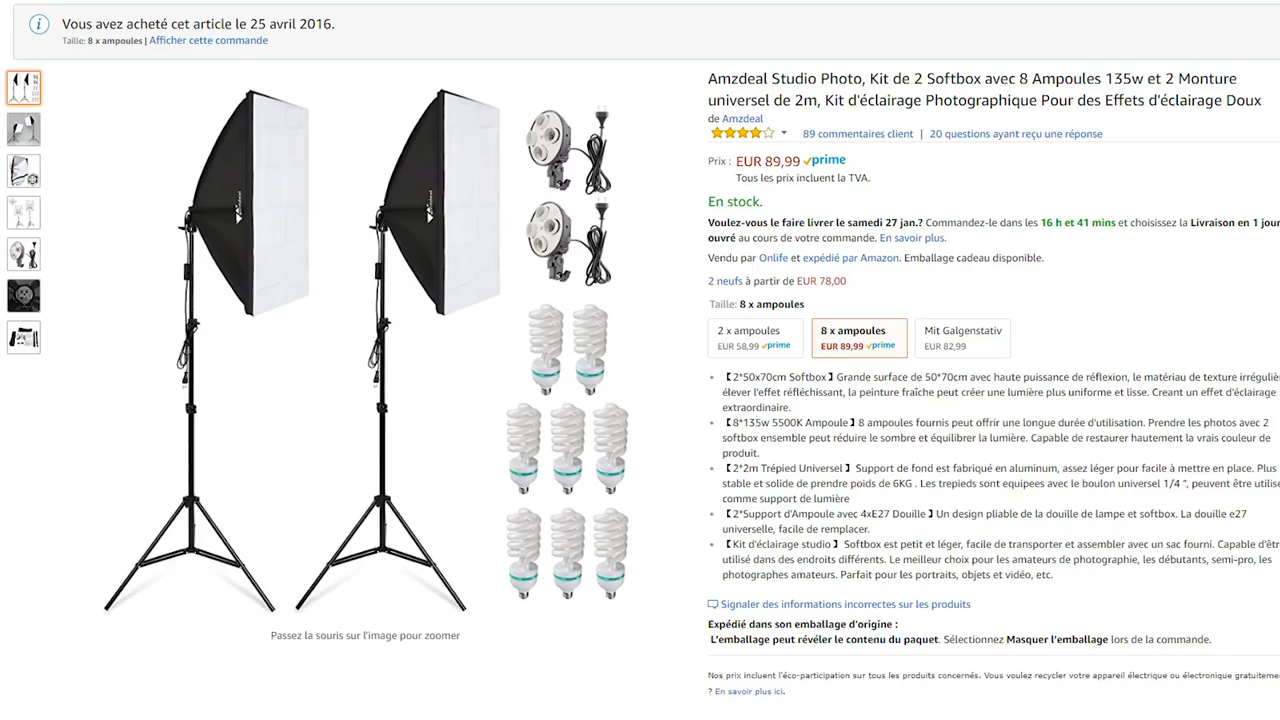 Vous avez acheté cet article le 25 avril 2016.
Taille: 8 x ampoules | Afficher cette commande
Amzdeal Studio Photo, Kit de 2 Softbox avec 8 Ampoules 135w et 2 Monture
universel de 2m, Kit d'éclairage Photographique Pour des Effets d'éclairage Doux
de Amzdeal
89 commentaires client | 20 questions ayant reçu une réponse
Prix : EUR 89,99 prime
Tous les prix incluent la TVA.
En stock.
Voulez-vous le faire livrer le samedi 27 jan.? Commandez-le dans les 16 h et 41 mins et choisissez la Livraison en 1 jour
ouvré au cours de votre commande. En savoir plus.
Vendu par Onlife et expédié par Amazon. Emballage cadeau disponible.
2 neufs à partir de EUR 78,00
Taille: 8 x ampoules
2 x ampoules
EUR 58,99 prime
8 x ampoules
EUR 89,99 prime
Mit Galgenstativ
EUR 82,99
• 【2*50x70cm Softbox】Grande surface de 50*70cm avec haute puissance de réflexion, le matériau de texture
élever l'effet réfléchissant, la peinture fraîche peut créer une lumière plus uniforme et lisse. Creant un effet d'éclairage
extraordinaire.
• 【8*135w 5500K Ampoule】8 ampoules fournis peut offrir une longue durée d'utilisation. Prendre les photos avec 2
softbox ensemble peut réduire le sombre et équilibrer la lumière. Capable de restaurer hautement la vrais couleur de
produit.
• 【2*2m Trépied Universel】 Support de fond est fabriqué en aluminum, assez léger pour facile à mettre en place. Plus
stable et solide de prendre poids de 6KG . Les trepieds sont equipees avec le boulon universel 1/4 ", peuvent être
comme support de lumière
• 【2*Support d'Ampoule avec 4xE27 Douille】Un design pliable de la douille de lampe et softbox. La douille e27
universelle, facile de remplacer.
• 【Kit d'éclairage studio】 Softbox est petit et léger, facile de transporter et assembler avec un sac fourni. Capable
utilisé dans des endroits différents. Le meilleur choix pour les amateurs de photographie, les débutants, semi-pro, les
photographes amateurs. Parfait pour les portraits, objets et vidéo, etc.
Signaler des informations incorrectes sur les produits
Expédié dans son emballage d'origine :
L'emballage peut révéler le contenu du paquet. Sélectionnez Masquer l'emballage lors de la commande.
Passez la souris sur l'image pour zoomer
Nos prix incluent l'éco-participation sur tous les produits concernés. Vous voulez recycler votre appareil électrique ou électronique
? En savoir plus ici.